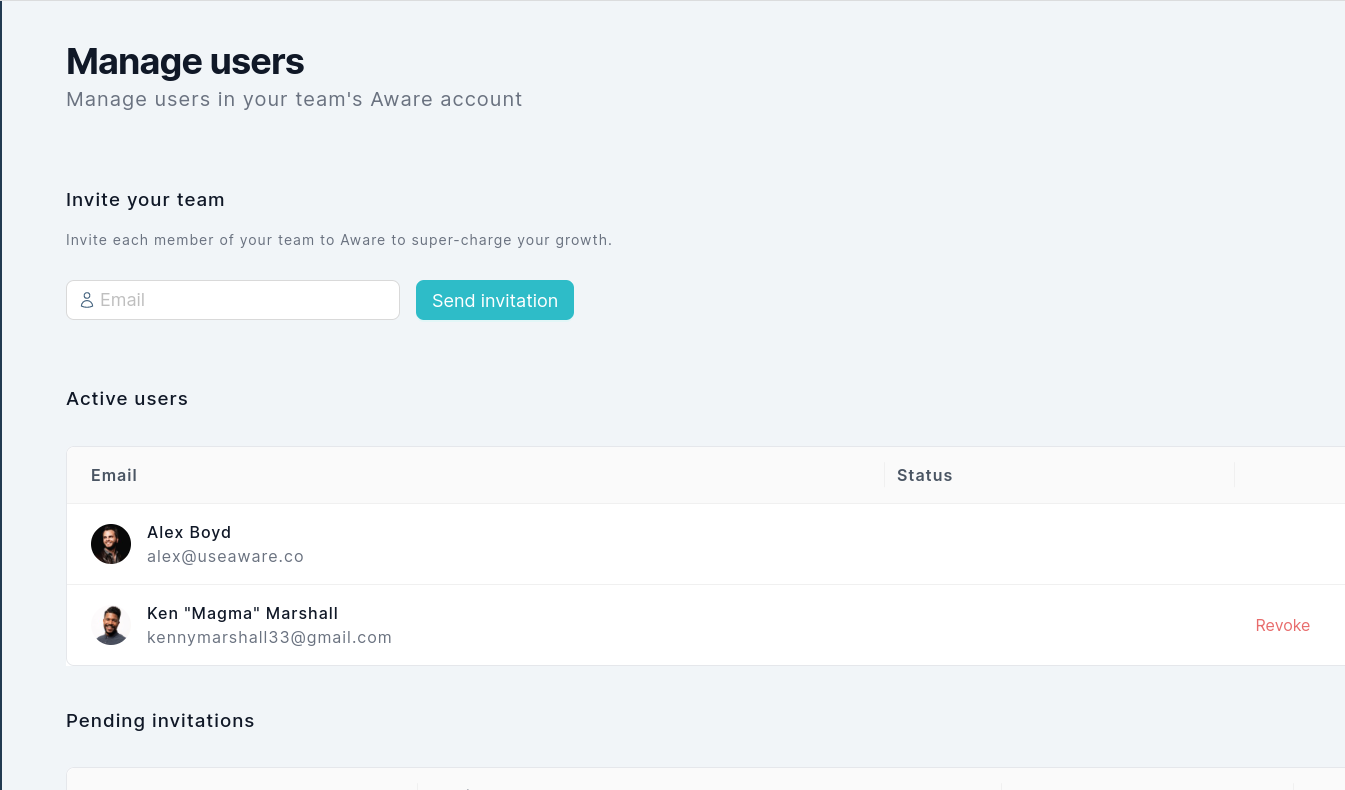 Manage users
Manage users in your team's Aware account
Invite your team
Invite each member of your team to Aware to super-charge your growth.
Email
Send invitation
Active users
Email
Status
Alex Boyd
alex@useaware.co
Ken "Magma" Marshall
kennymarshall33@gmail.com
Revoke
Pending invitations